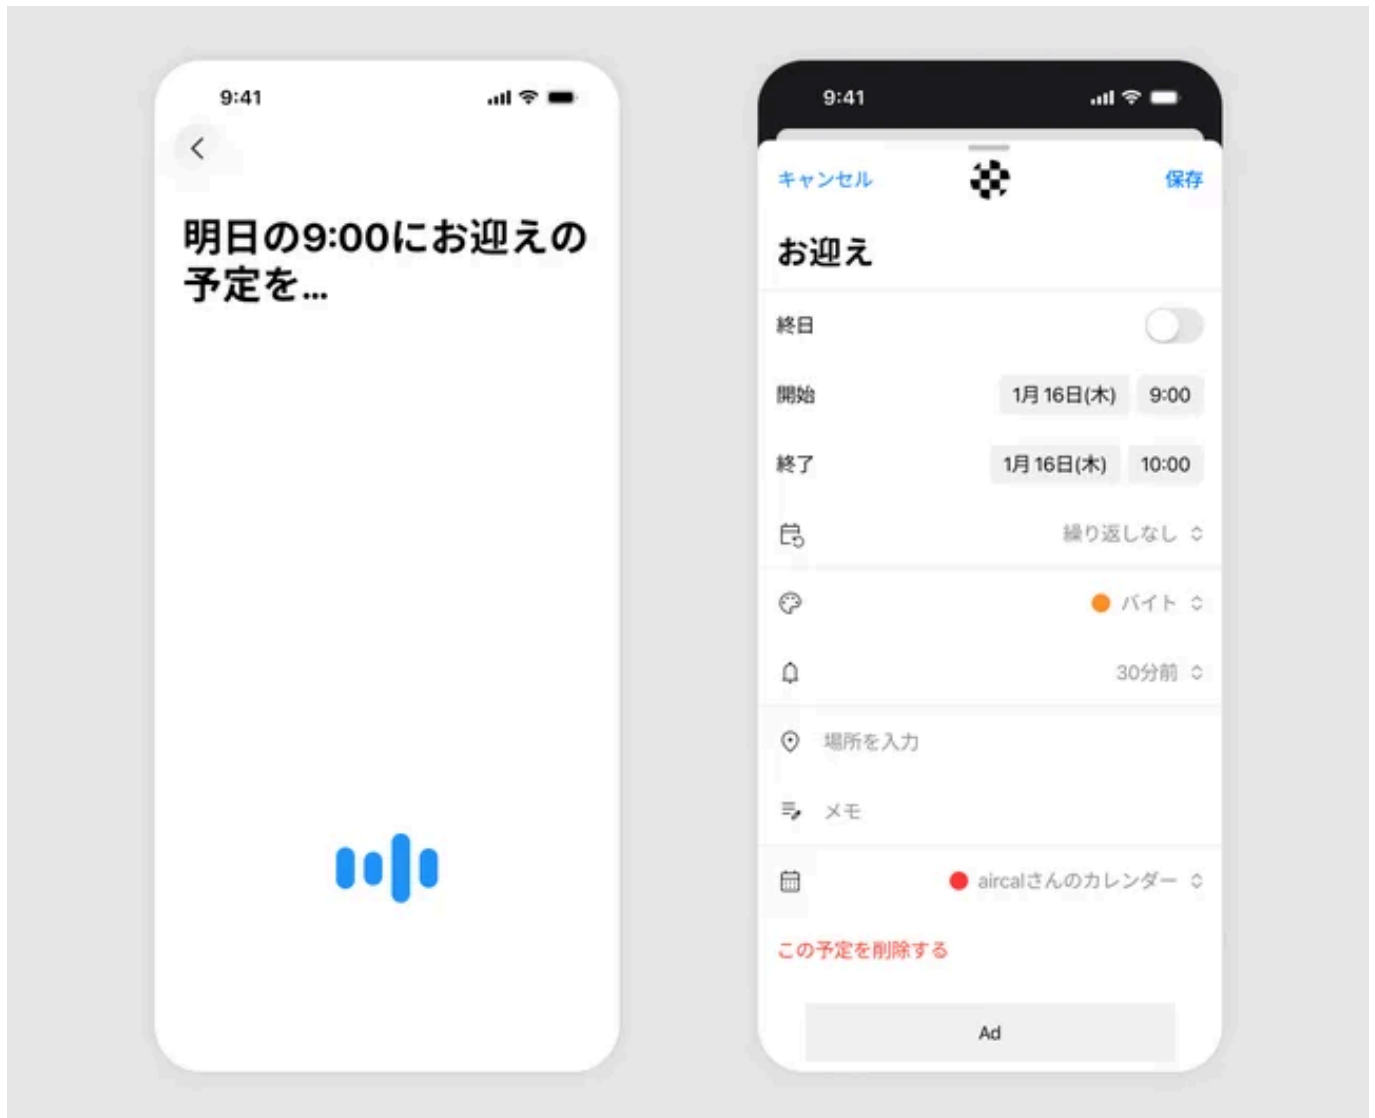 9:41
明日の9:00にお迎えの
予定を...
9:41
キャンセル 保存
お迎え
終日
開始 1月16日(木) 9:00
終了 1月16日(木) 10:00
繰り返しなし
バイト
30分前
場所を入力
メモ
aircalさんのカレンダー
この予定を削除する
Ad